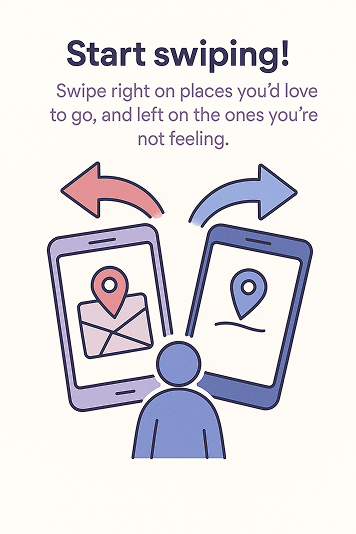 Start swiping!
Swipe right on places you’d love
to go, and left on the ones you’re
not feeling.